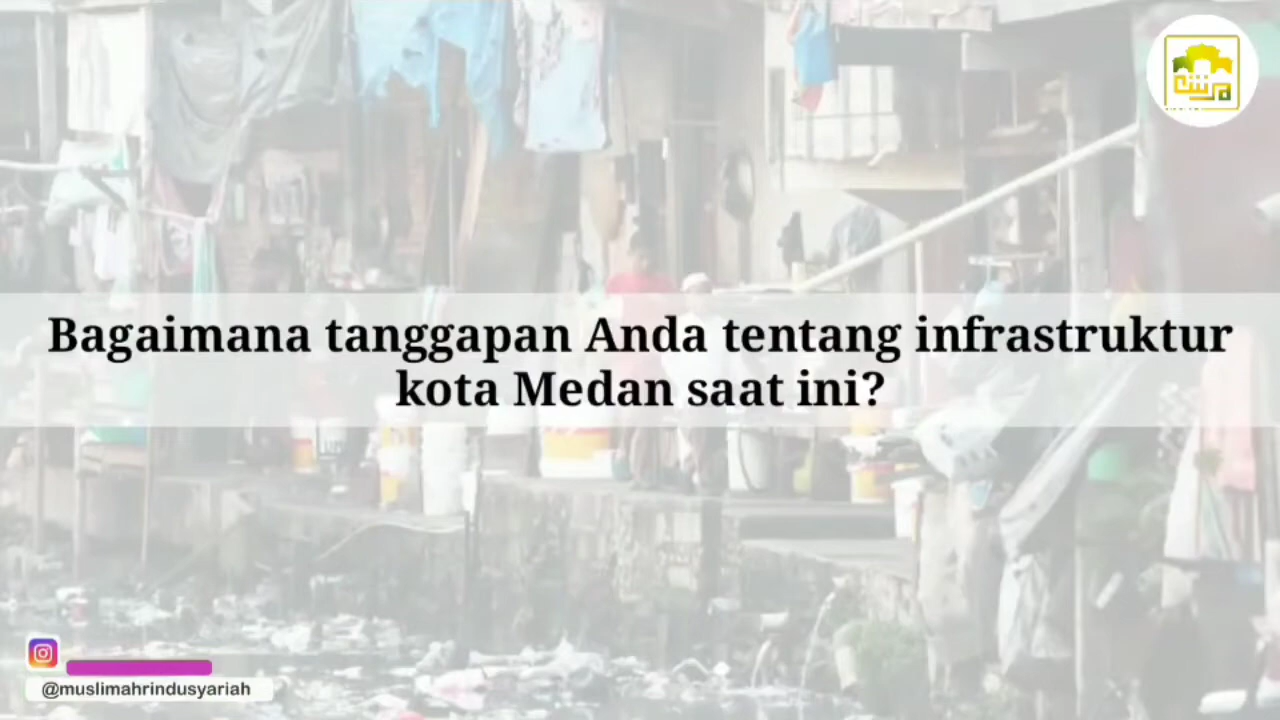 Bagaimana tanggapan Anda tentang infrastruktur
kota Medan saat ini?
@muslimahrindusyariah